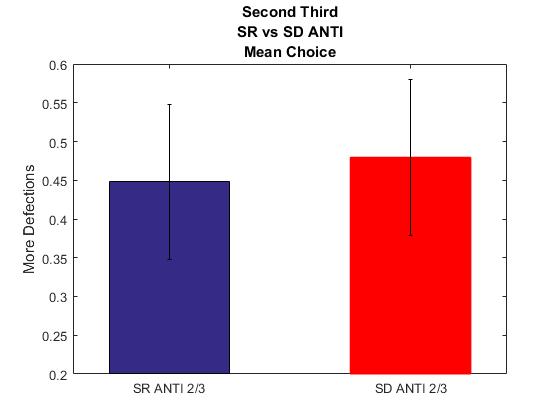 Second Third
SR vs SD ANTI
Mean Choice
More Defections
0.6
0.55
0.5
0.45
0.4
0.35
0.3
0.25
0.2
SR ANTI 2/3
SD ANTI 2/3